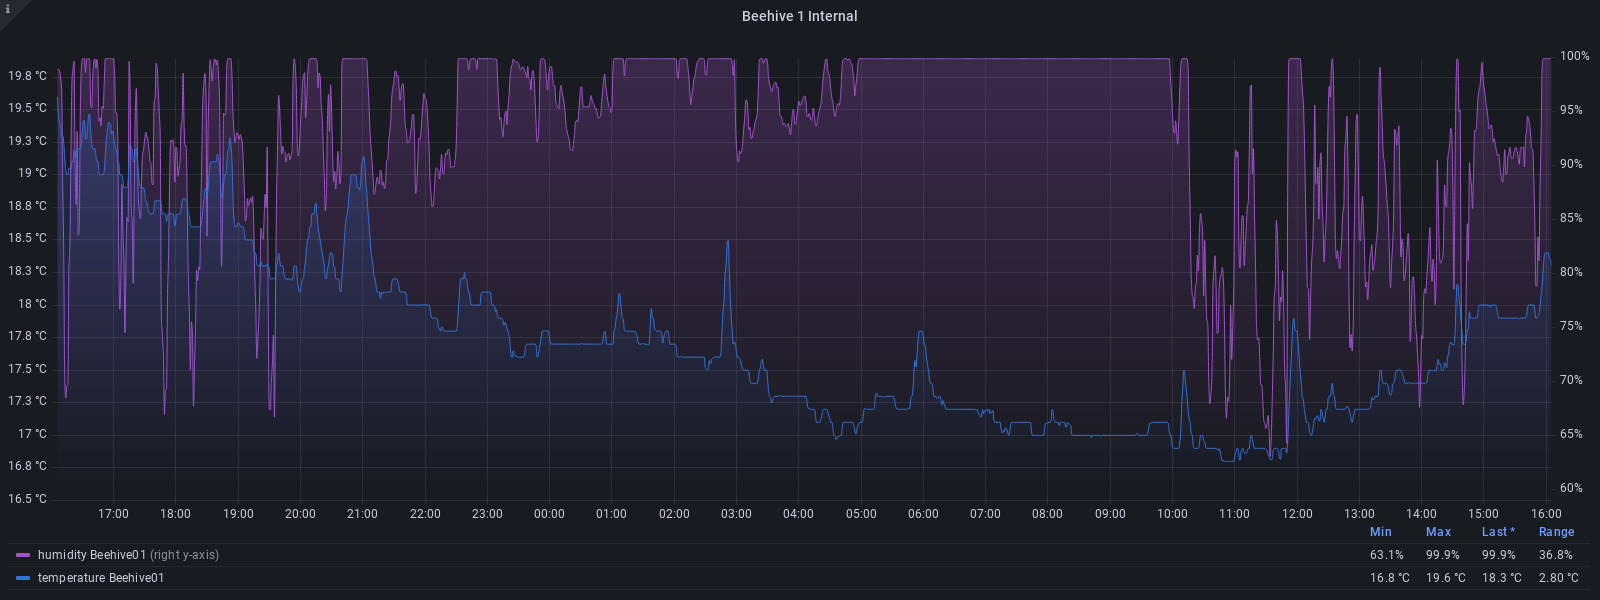 i
Beehive 1 Internal
19.8 °C
19.5 °C
19.3 °C
19 °C
18.8 °C
18.5 °C
18.3 °C
18 °C
17.8 °C
17.5 °C
17.3 °C
17 °C
16.8 °C
16.5 °C
100%
95%
90%
85%
80%
75%
70%
65%
60%
17:00 18:00 19:00 20:00 21:00 22:00 23:00 00:00 01:00 02:00 03:00 04:00 05:00 06:00 07:00 08:00 09:00 10:00 11:00 12:00 13:00 14:00 15:00 16:00
Min Max Last * Range
humidity Beehive01 (right y-axis) 63.1% 99.9% 99.9% 36.8%
temperature Beehive01 16.8 °C 19.6 °C 18.3 °C 2.80 °C